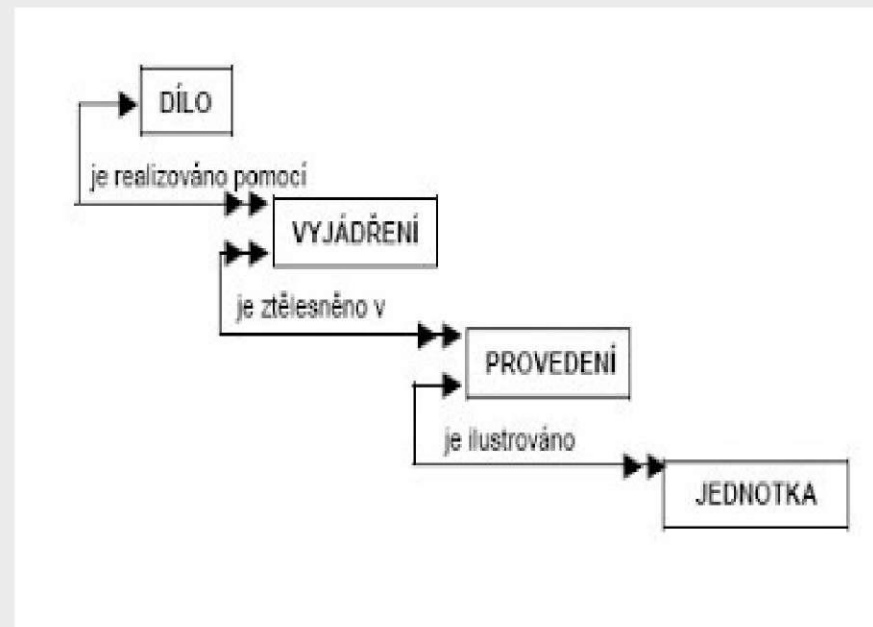 DÍLO
je realizováno pomocí
VYJÁDŘENÍ
je ztělesněno v
PROVEDENÍ
je ilustrováno
JEDNOTKA